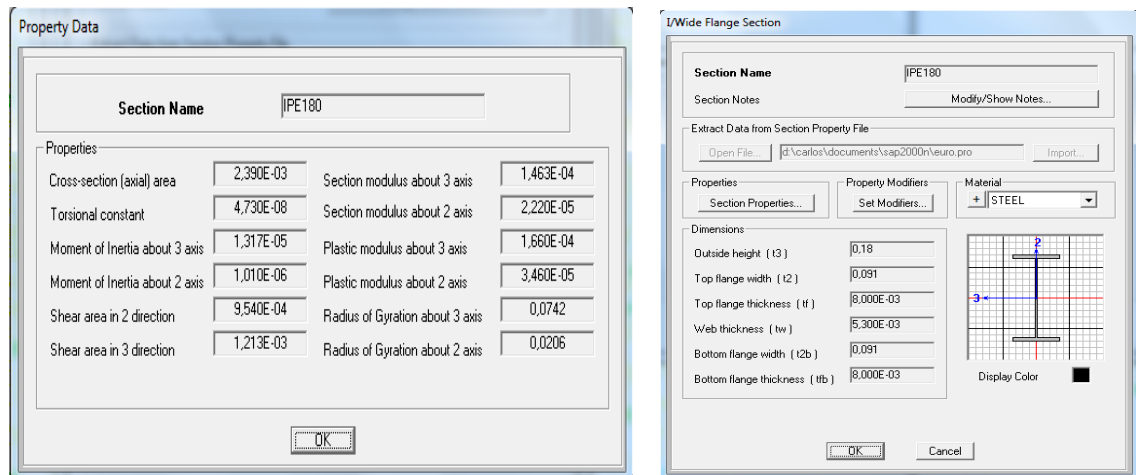 Property Data
Section Name IPE180
Properties
Cross-section (axial) area 2,390E-03 Section modulus about 3 axis 1,463E-04
Torsional constant 4,730E-08 Section modulus about 2 axis 2,220E-05
Moment of Inertia about 3 axis 1,317E-05 Plastic modulus about 3 axis 1,660E-04
Moment of Inertia about 2 axis 1,010E-06 Plastic modulus about 2 axis 3,460E-05
Shear area in 2 direction 9,540E-04 Radius of Gyration about 3 axis 0,0742
Shear area in 3 direction 1,213E-03 Radius of Gyration about 2 axis 0,0206
OK
I/Wide Flange Section
Section Name IPE180
Section Notes Modify/Show Notes...
Extract Data from Section Property File
Open File... d:\carlos\documents\sap2000n\euro.pro Import...
Properties Property Modifiers Material
Section Properties... Set Modifiers... + STEEL
Dimensions
Outside height ( t3 ) 0,18
Top flange width ( t2 ) 0,091
Top flange thickness ( tf ) 8,000E-03
Web thickness ( tw ) 5,300E-03
Bottom flange width ( t2b ) 0,091
Bottom flange thickness ( tfb ) 8,000E-03
2
3
Display Color
OK Cancel